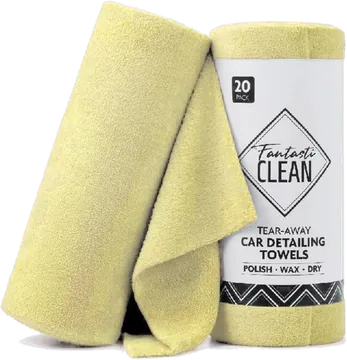 20
PACK
Fantasti
CLEAN
TEAR-AWAY
CAR DETAILING
TOWELS
POLISH • WAX • DRY